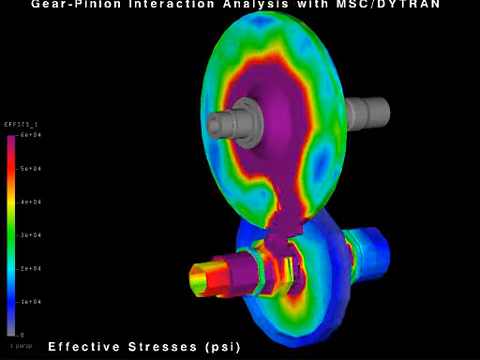 Gear-Pinion Interaction Analysis with MSC/DYTRAN
EFFSTS_1
6e+04
5e+04
4e+04
3e+04
2e+04
1e+04
0
Effective Stresses (psi)